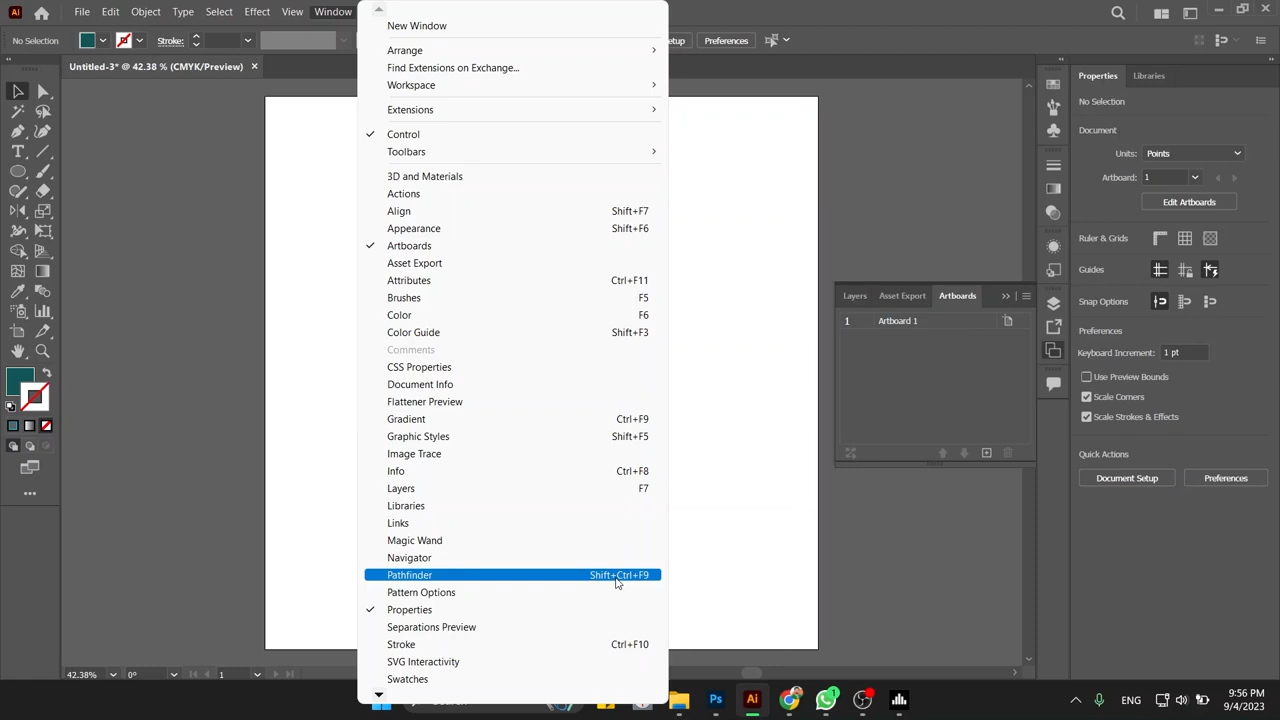 File
Edit
Object
Type
Select
Effect
View
Window
No Selection
Stroke:
Preferences
Untitled-3* @ 42.38 % (CMYK/Preview)
New Window
Arrange
Find Extensions on Exchange...
Workspace
Extensions
Control
Toolbars
3D and Materials
Actions
Align Shift+F7
Appearance Shift+F6
Artboards
Asset Export
Attributes Ctrl+F11
Brushes F5
Color F6
Color Guide Shift+F3
Comments
CSS Properties
Document Info
Flattener Preview
Gradient Ctrl+F9
Graphic Styles Shift+F5
Image Trace
Info Ctrl+F8
Layers F7
Libraries
Links
Magic Wand
Navigator
Pathfinder Shift+Ctrl+F9
Pattern Options
Properties
Separations Preview
Stroke Ctrl+F10
SVG Interactivity
Swatches
Layers
Asset Export
Artboards
1 Artboard 1
Properties
Libraries
No Selection
Document
Units: Points
Artboard: 1
Edit Artboards
Ruler & Grids
Guides
Snap Options
Preferences
Keyboard Increment: 1 pt
Use Preview Bounds
Scale Corners
Scale Strokes & Effects
Quick Actions
Document Setup
Preferences
42.38%
0°
1
Ps
Ai
1
ENG
9:56 PM
3/4/2023